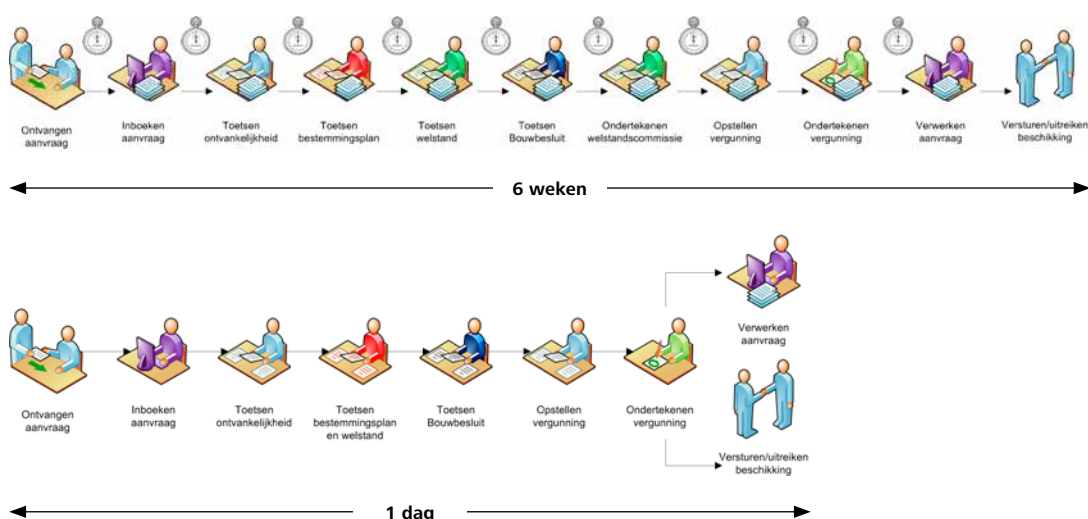 Ontvangen
aanvraag
Inboeken
aanvraag
Toetsen
ontvankelijkheid
Toetsen
bestemmingsplan
Toetsen
welstand
Toetsen
Bouwbesluit
Ondertekenen
welstandscommissie
Opstellen
vergunning
Ondertekenen
vergunning
Verwerken
aanvraag
Versturen/uitreiken
beschikking
6 weken
Ontvangen
aanvraag
Inboeken
aanvraag
Toetsen
ontvankelijkheid
Toetsen
bestemmingsplan
en welstand
Toetsen
Bouwbesluit
Opstellen
vergunning
Ondertekenen
vergunning
Verwerken
aanvraag
Versturen/uitreiken
beschikking
1 dag